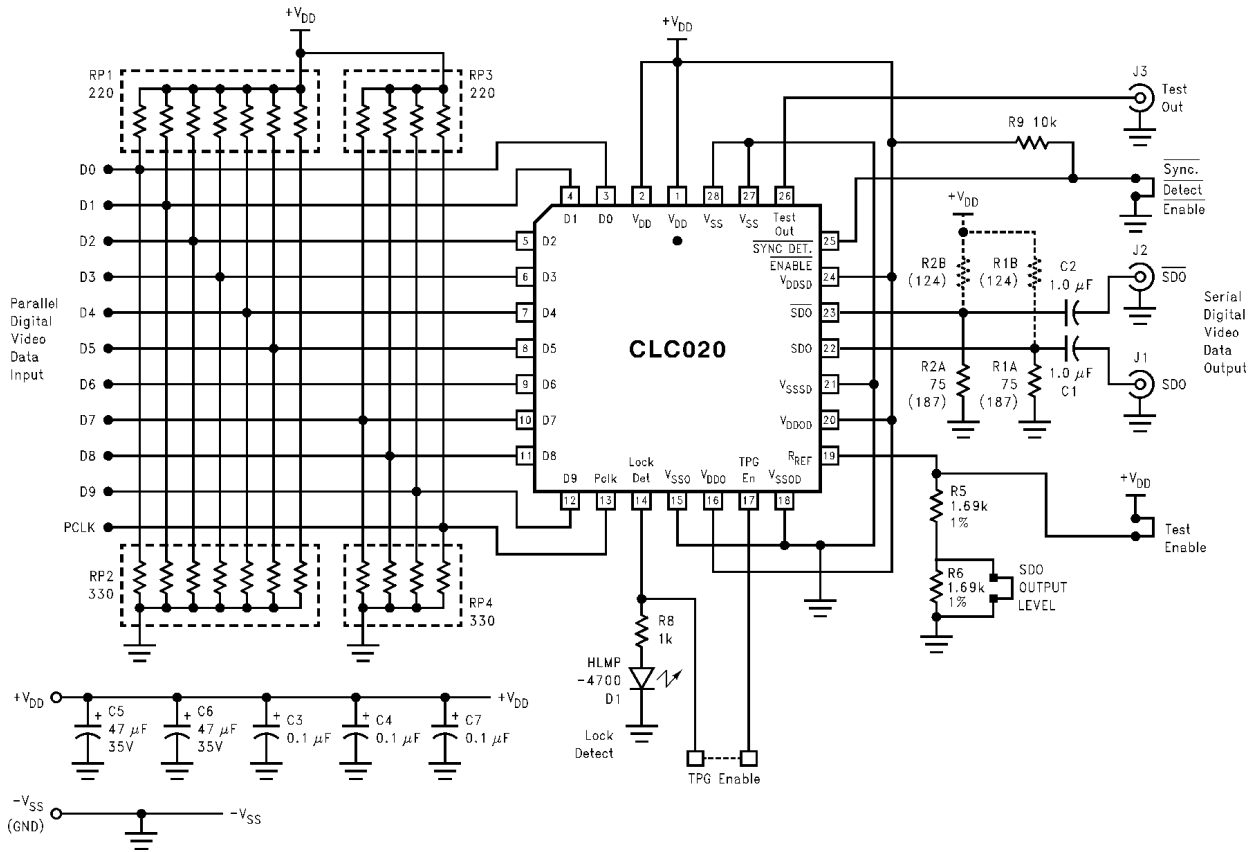 +VDD
+VDD
RP1
220
RP3
220
J3
Test
Out
R9 10k
D0
D1
D2
D3
D4
D5
D6
D7
D8
D9
PCLK
Parallel
Digital
Video
Data
Input
4
3
2
1
28
27
26
D1
D0
VDD
VDD
VSS
VSS
Test
Out
Sync.
Detect
Enable
+VDD
5
D2
6
D3
7
D4
8
D5
9
D6
10
D7
11
D8
CLC020
SYNC DET.
ENABLE
25
VDDSD
24
SDO
23
SDO
22
VSSSD
21
VDDOD
20
RREF
19
R2B
(124)
R1B
(124)
C2
1.0 μF
J2
SDO
R2A
75
(187)
R1A
75
(187)
1.0 μF
C1
J1
SDO
Serial
Digital
Video
Data
Output
D9
Pclk
Lock
Det
VSSO
VDDO
TPG
En
VSSOD
12
13
14
15
16
17
18
+VDD
R5
1.69k
1%
Test
Enable
R6
1.69k
1%
SDO
OUTPUT
LEVEL
RP2
330
RP4
330
R8
1k
HLMP
-4700
D1
Lock
Detect
TPG Enable
+VDD
+VDD
+ C5
47 μF
35V
+ C6
47 μF
35V
+ C3
0.1 μF
+ C4
0.1 μF
+ C7
0.1 μF
-VSS
(GND)
-VSS